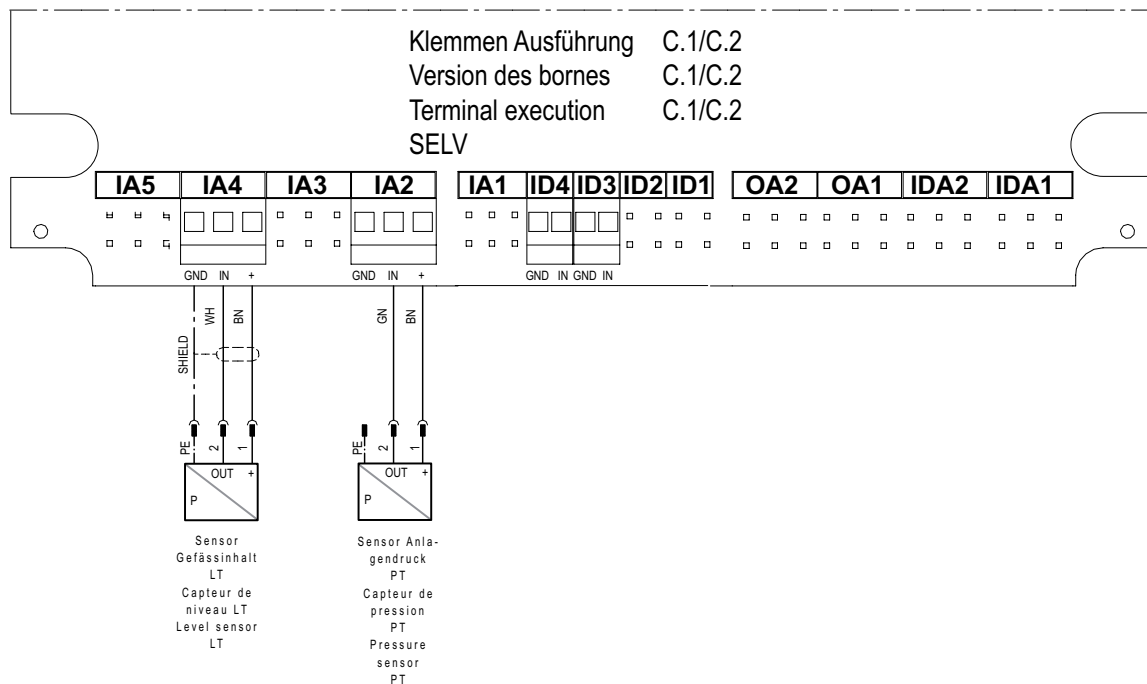 Klemmen Ausführung C.1/C.2
Version des bornes C.1/C.2
Terminal execution C.1/C.2
SELV
IA5 IA4 IA3 IA2 IA1 ID4 ID3 ID2 ID1 OA2 OA1 IDA2 IDA1
GND IN + GND IN + GND IN GND IN
SHIELD WH BN GN BN
PE 2 1 PE 2 1
OUT + OUT +
P P
Sensor
Gefässinhalt
LT
Capteur de
niveau LT
Level sensor
LT
Sensor Anla-
gendruck
PT
Capteur de
pression
PT
Pressure
sensor
PT